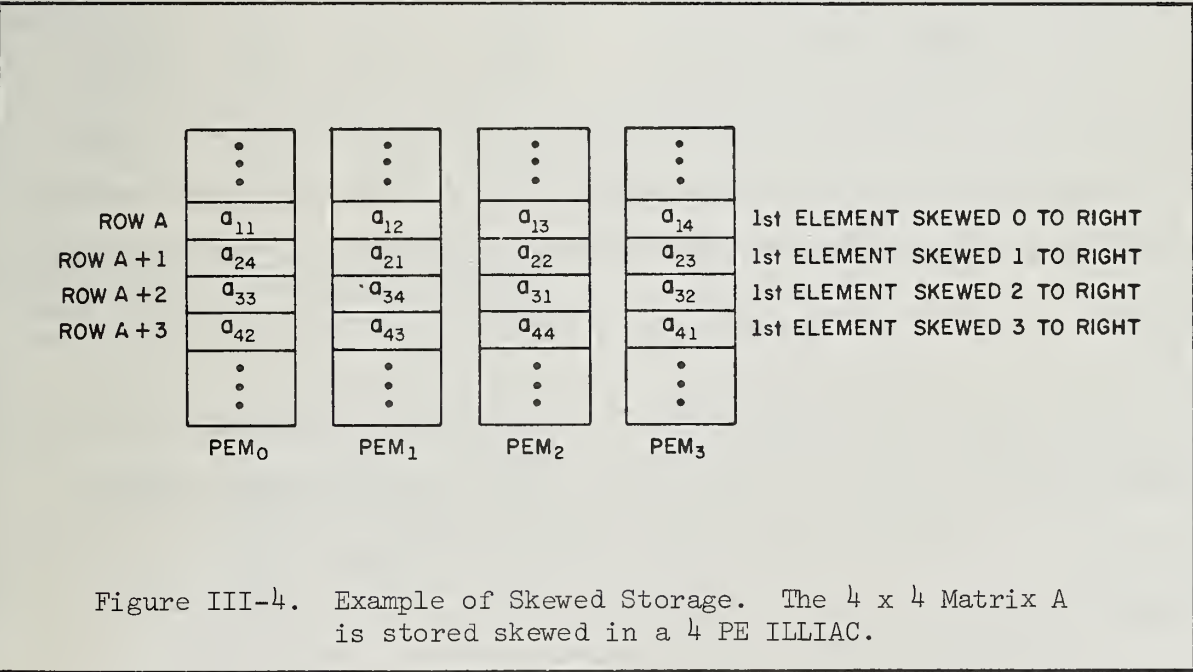 ROW A a11 a12 a13 a14 1st ELEMENT SKEWED 0 TO RIGHT
ROW A + 1 a24 a21 a22 a23 1st ELEMENT SKEWED 1 TO RIGHT
ROW A + 2 a33 a34 a31 a32 1st ELEMENT SKEWED 2 TO RIGHT
ROW A + 3 a42 a43 a44 a41 1st ELEMENT SKEWED 3 TO RIGHT
PEM0 PEM1 PEM2 PEM3
Figure III-4. Example of Skewed Storage. The 4 x 4 Matrix A
is stored skewed in a 4 PE ILLIAC.